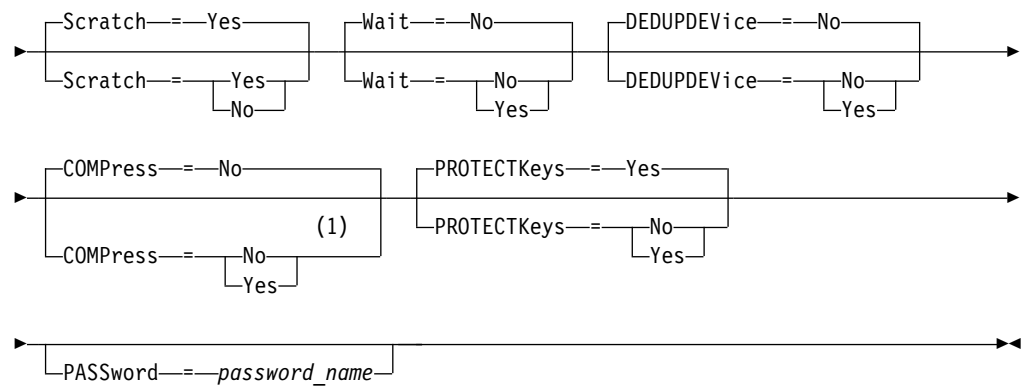 Scratch = Yes Wait = No DEDUPDEVice = No
Scratch = Yes Wait = No DEDUPDEVice = No
No Yes Yes
COMPress = No PROTECTKeys = Yes
(1)
PROTECTKeys = No
COMPress = No Yes
Yes
PASSword = password_name